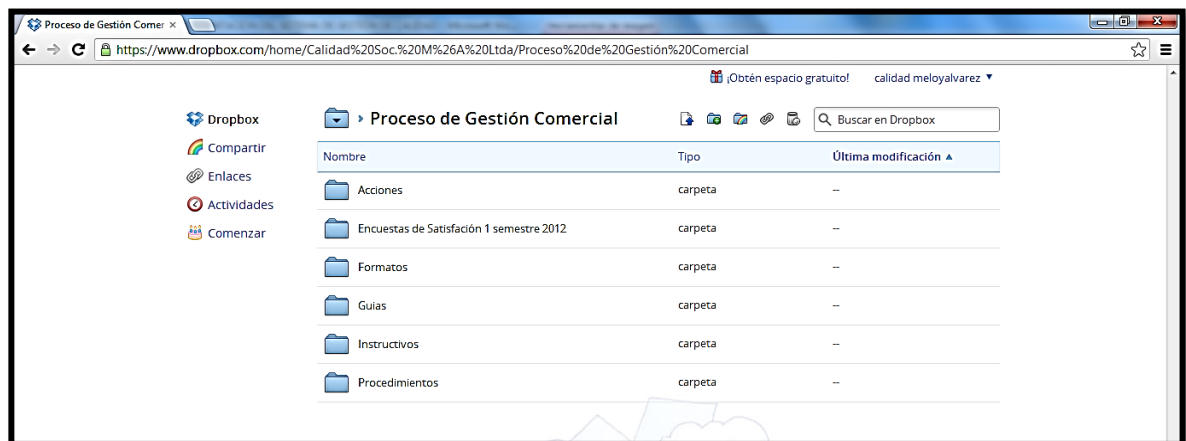 Proceso de Gestión Comer ×
https://www.dropbox.com/home/Calidad%20Soc.%20M%26A%20Ltda/Proceso%20de%20Gestión%20Comercial
¡Obtén espacio gratuito! calidad meloyalvarez
Dropbox
Compartir
Enlaces
Actividades
Comenzar
Proceso de Gestión Comercial
Buscar en Dropbox
Nombre Tipo Última modificación
Acciones carpeta --
Encuestas de Satisfacción 1 semestre 2012 carpeta --
Formatos carpeta --
Guias carpeta --
Instructivos carpeta --
Procedimientos carpeta --